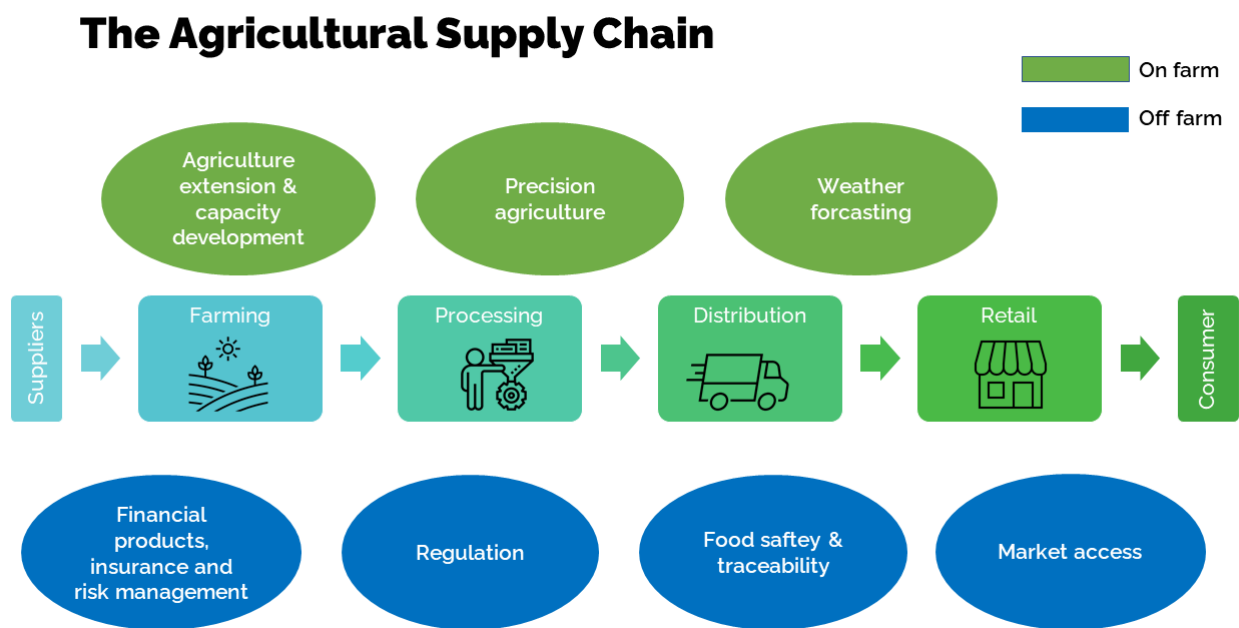 The Agricultural Supply Chain
On farm
Off farm
Agriculture
extension &
capacity
development
Precision
agriculture
Weather
forcasting
Suppliers
Farming
Processing
Distribution
Retail
Consumer
Financial
products,
insurance and
risk management
Regulation
Food saftey &
traceability
Market access